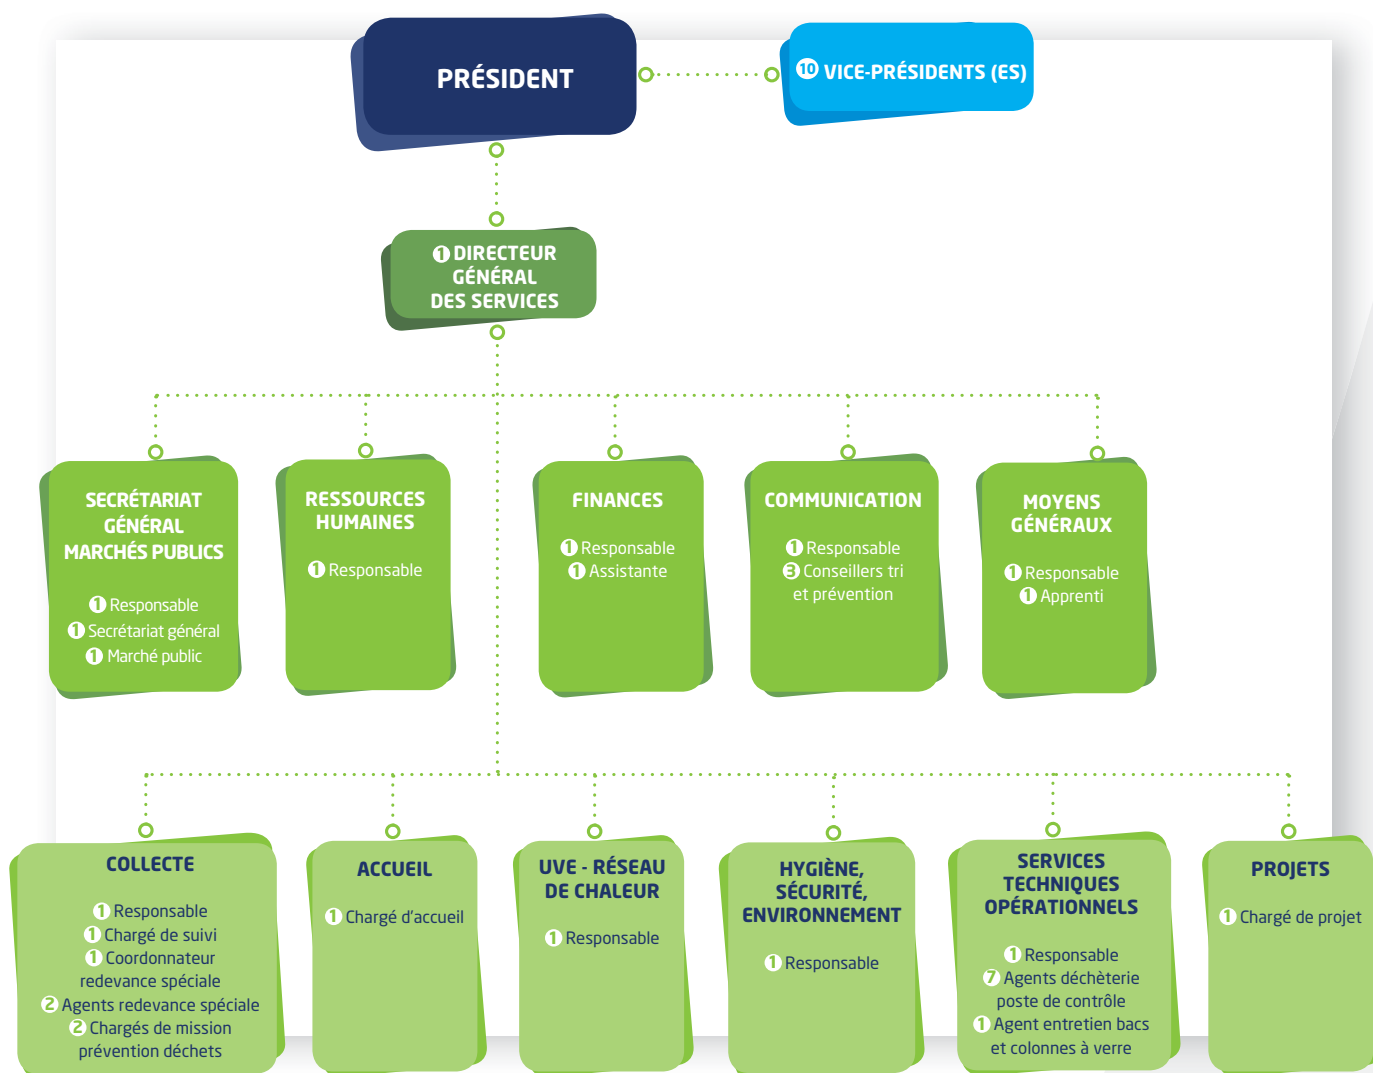 PRÉSIDENT
10 VICE-PRÉSIDENTS (ES)
1 DIRECTEUR
GÉNÉRAL
DES SERVICES
SECRÉTARIAT
GÉNÉRAL
MARCHÉS PUBLICS
1 Responsable
1 Secrétariat général
1 Marché public
RESSOURCES
HUMAINES
1 Responsable
FINANCES
1 Responsable
1 Assistante
COMMUNICATION
1 Responsable
3 Conseillers tri
et prévention
MOYENS
GÉNÉRAUX
1 Responsable
1 Apprenti
COLLECTE
1 Responsable
1 Chargé de suivi
1 Coordonnateur
redevance spéciale
2 Agents redevance spéciale
2 Chargés de mission
prévention déchets
ACCUEIL
1 Chargé d'accueil
UVE - RÉSEAU
DE CHALEUR
1 Responsable
HYGIÈNE,
SÉCURITÉ,
ENVIRONNEMENT
1 Responsable
SERVICES
TECHNIQUES
OPÉRATIONNELS
1 Responsable
7 Agents déchèterie
poste de contrôle
1 Agent entretien bacs
et colonnes à verre
PROJETS
1 Chargé de projet